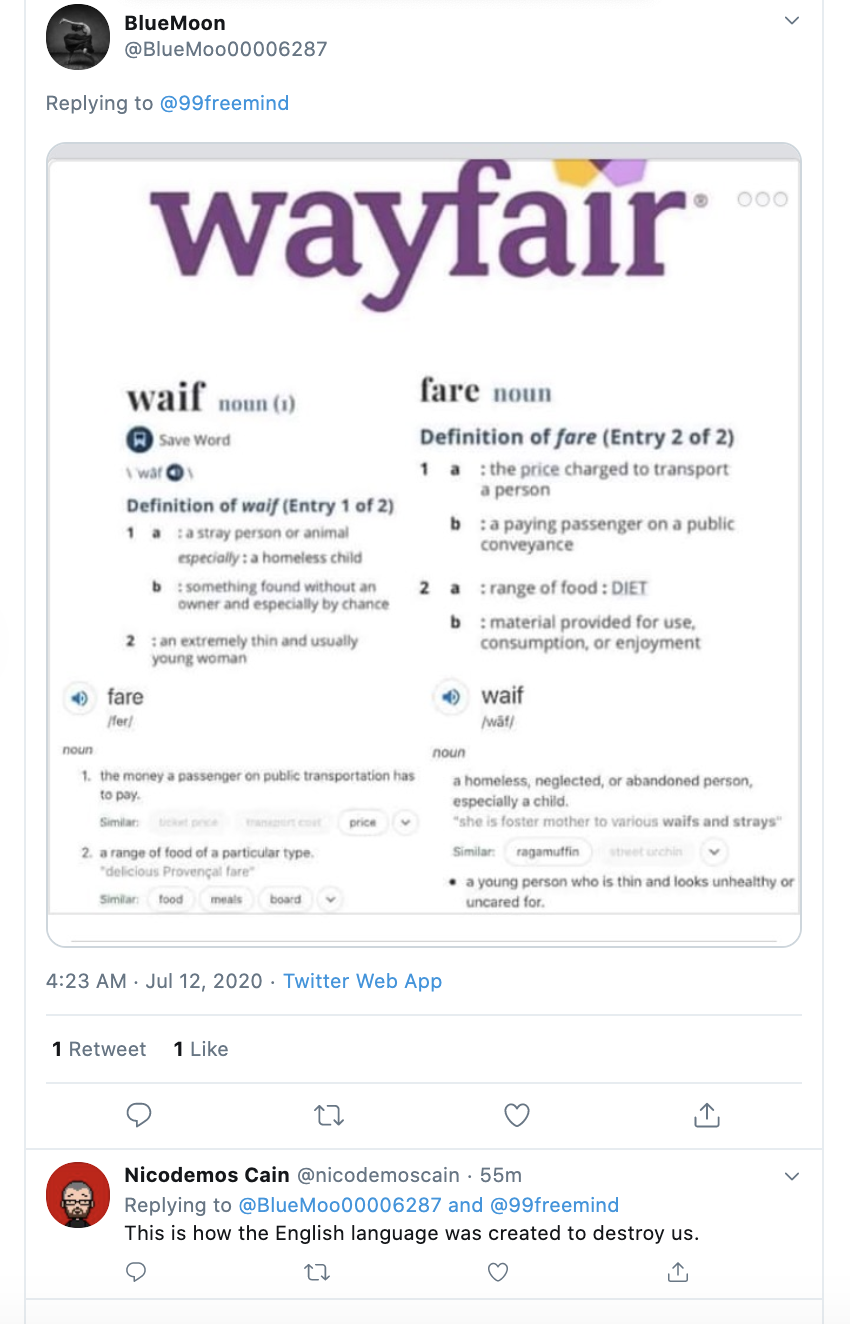 BlueMoon
@BlueMoo00006287
Replying to @99freemind
wayfair®
waif noun (1)
Save Word
\ ˈwāf \
Definition of waif (Entry 1 of 2)
1 a : a stray person or animal
especially : a homeless child
b : something found without an
owner and especially by chance
2 : an extremely thin and usually
young woman
fare noun
Definition of fare (Entry 2 of 2)
1 a : the price charged to transport
a person
b : a paying passenger on a public
conveyance
2 a : range of food : DIET
b : material provided for use,
consumption, or enjoyment
fare
/fer/
noun
1. the money a passenger on public transportation has
to pay.
Similar: ticket price transport cost price
2. a range of food of a particular type.
"delicious Provençal fare"
Similar: food meals board
waif
/wāf/
noun
a homeless, neglected, or abandoned person,
especially a child.
"she is foster mother to various waifs and strays"
Similar: ragamuffin street urchin
• a young person who is thin and looks unhealthy or
uncared for.
4:23 AM · Jul 12, 2020 · Twitter Web App
1 Retweet 1 Like
Nicodemos Cain @nicodemoscain · 55m
Replying to @BlueMoo00006287 and @99freemind
This is how the English language was created to destroy us.